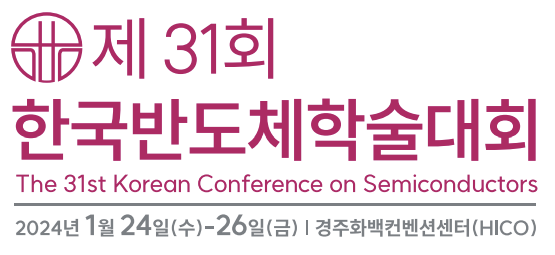 제 31회
한국반도체학술대회
The 31st Korean Conference on Semiconductors
2024년 1월 24일(수)-26일(금) | 경주화백컨벤션센터(HICO)